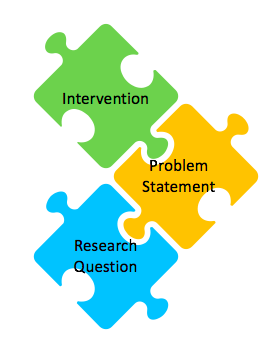 Intervention
Problem
Statement
Research
Question